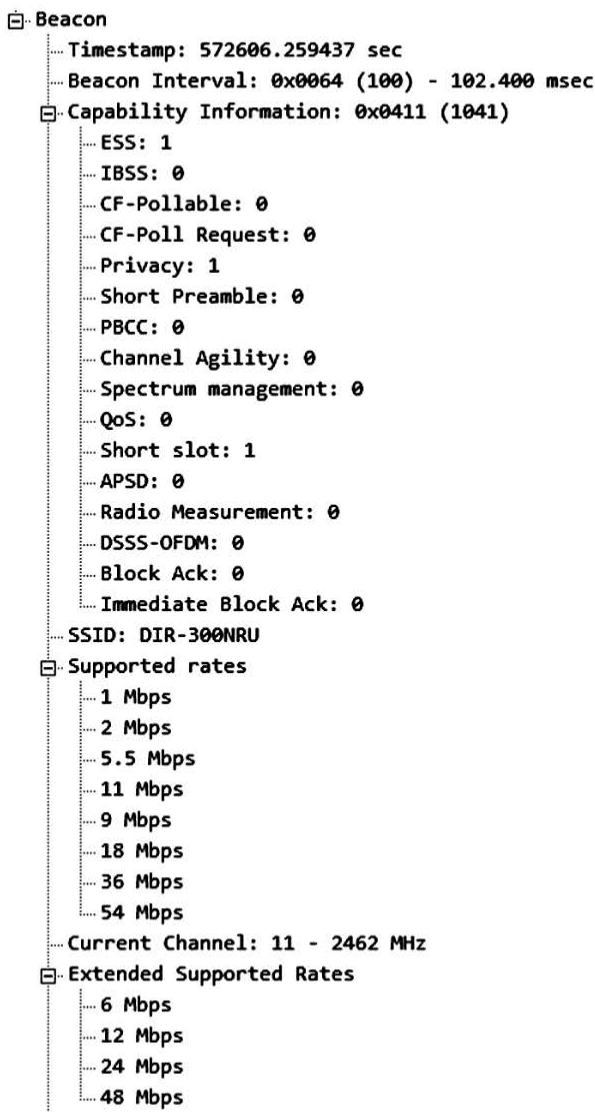 Beacon
Timestamp: 572606.259437 sec
Beacon Interval: 0x0064 (100) - 102.400 msec
Capability Information: 0x0411 (1041)
ESS: 1
IBSS: 0
CF-Pollable: 0
CF-Poll Request: 0
Privacy: 1
Short Preamble: 0
PBCC: 0
Channel Agility: 0
Spectrum management: 0
QoS: 0
Short slot: 1
APSD: 0
Radio Measurement: 0
DSSS-OFDM: 0
Block Ack: 0
Immediate Block Ack: 0
SSID: DIR-300NRU
Supported rates
1 Mbps
2 Mbps
5.5 Mbps
11 Mbps
9 Mbps
18 Mbps
36 Mbps
54 Mbps
Current Channel: 11 - 2462 MHz
Extended Supported Rates
6 Mbps
12 Mbps
24 Mbps
48 Mbps